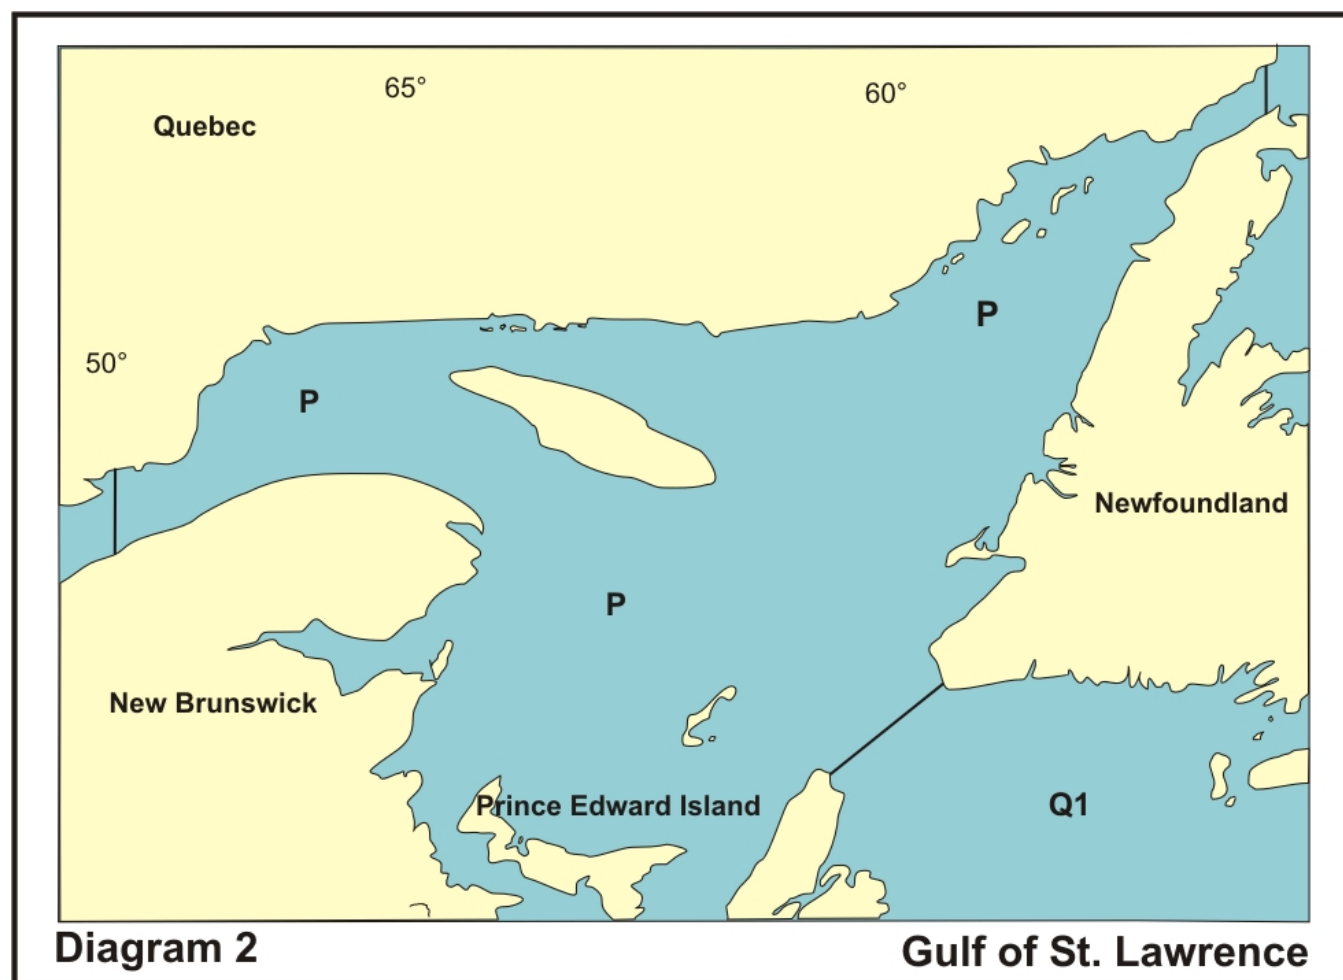 65°
60°
Quebec
P
50°
P
Newfoundland
P
New Brunswick
Prince Edward Island
Q1
Diagram 2
Gulf of St. Lawrence